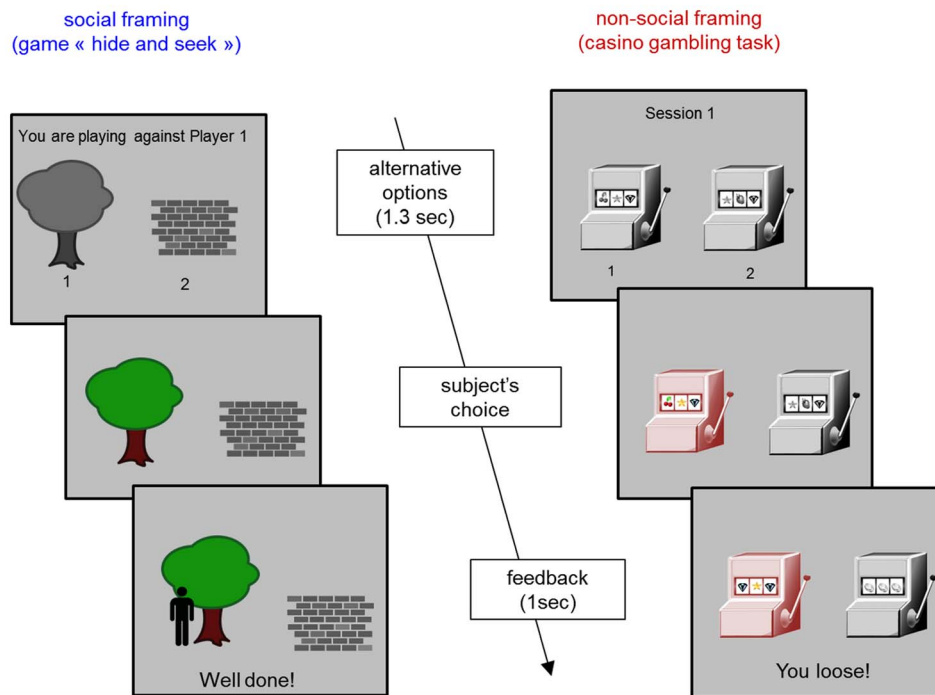 social framing
(game « hide and seek »)
non-social framing
(casino gambling task)
You are playing against Player 1
1
2
alternative
options
(1.3 sec)
Session 1
1
2
subject's
choice
feedback
(1sec)
Well done!
You loose!